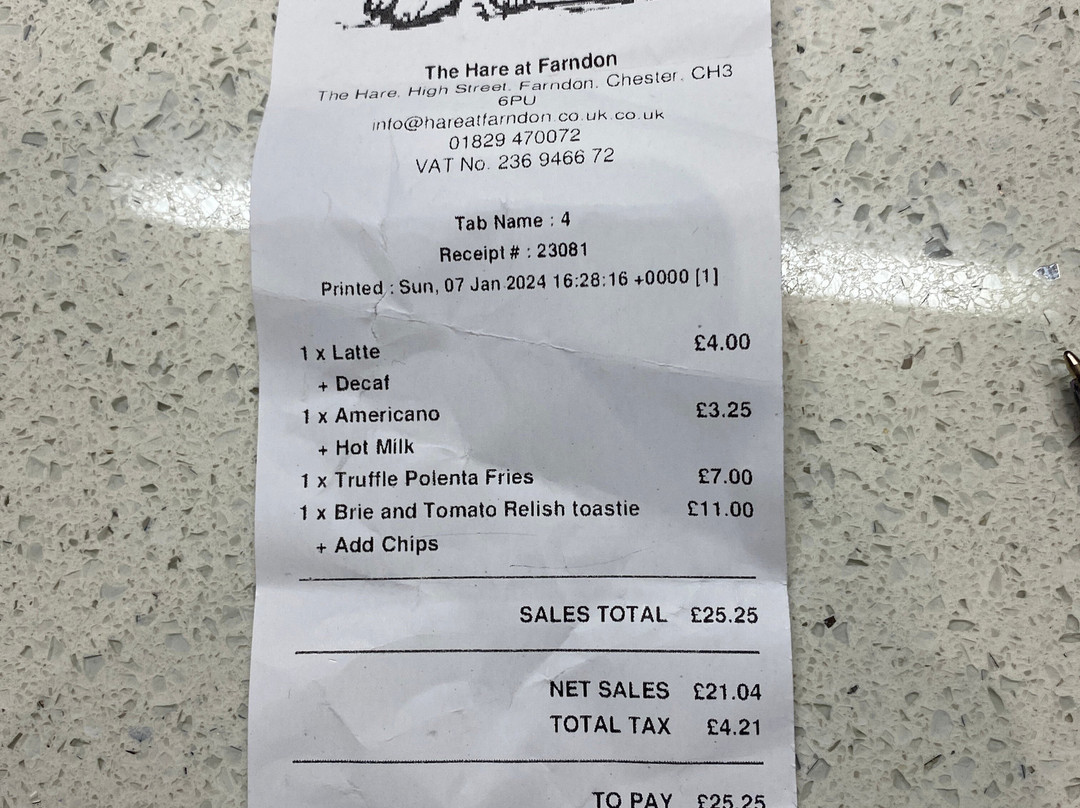 The Hare at Farndon
The Hare, High Street, Farndon, Chester, CH3
6PU
info@hareatfarndon.co.uk.co.uk
01829 470072
VAT No. 236 9466 72
Tab Name : 4
Receipt # : 23081
Printed : Sun, 07 Jan 2024 16:28:16 +0000 [1]
1 x Latte £4.00
+ Decaf
1 x Americano £3.25
+ Hot Milk
1 x Truffle Polenta Fries £7.00
1 x Brie and Tomato Relish toastie £11.00
+ Add Chips
SALES TOTAL £25.25
NET SALES £21.04
TOTAL TAX £4.21
TO PAY £25.25